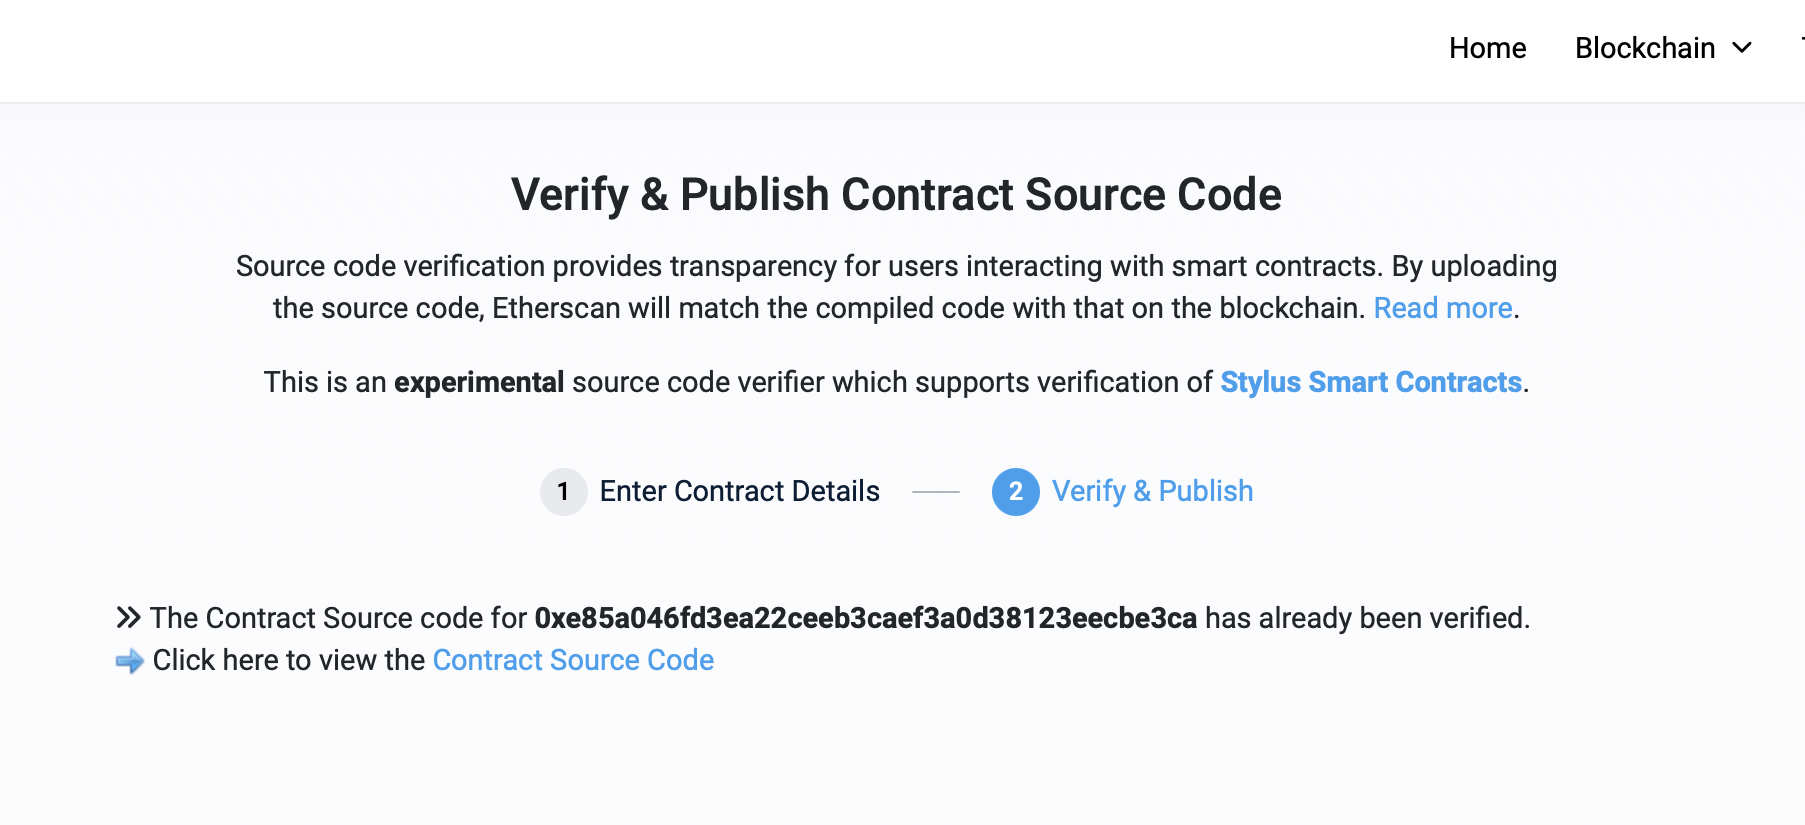 Home Blockchain
Verify & Publish Contract Source Code
Source code verification provides transparency for users interacting with smart contracts. By uploading
the source code, Etherscan will match the compiled code with that on the blockchain. Read more.
This is an experimental source code verifier which supports verification of Stylus Smart Contracts.
1 Enter Contract Details 2 Verify & Publish
The Contract Source code for 0xe85a046fd3ea22ceeb3caef3a0d38123eecbe3ca has already been verified.
Click here to view the Contract Source Code